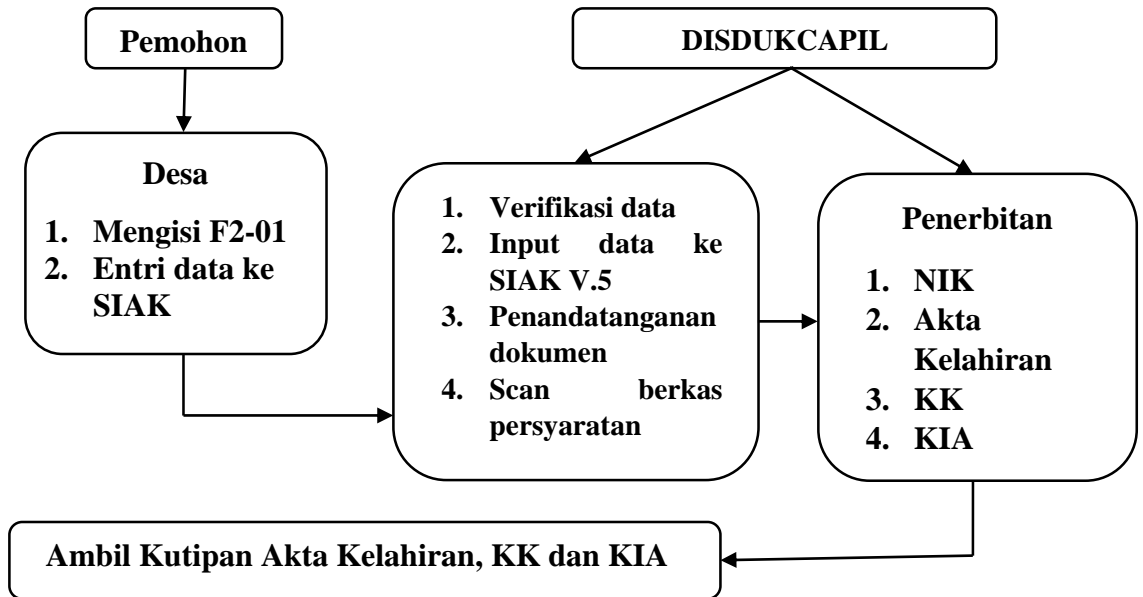 Pemohon
DISDUKCAPIL
Desa
1. Mengisi F2-01
2. Entri data ke
SIAK
1. Verifikasi data
2. Input data ke
SIAK V.5
3. Penandatanganan
dokumen
4. Scan berkas
persyaratan
Penerbitan
1. NIK
2. Akta
Kelahiran
3. KK
4. KIA
Ambil Kutipan Akta Kelahiran, KK dan KIA